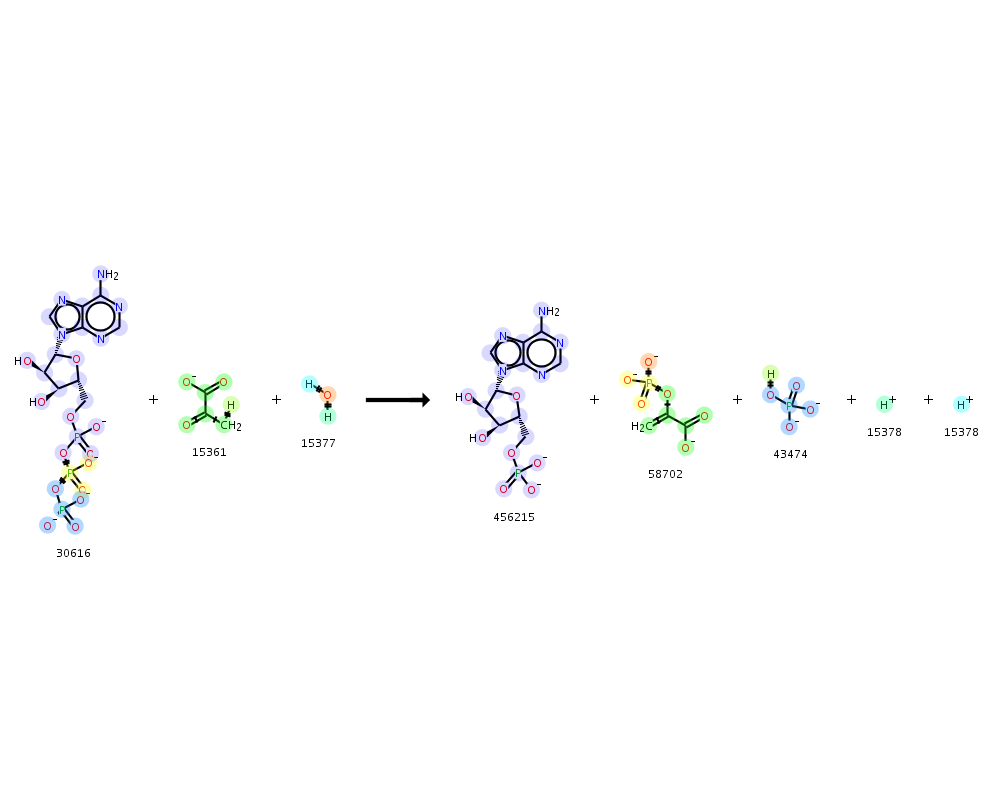 NH2
N
N
N
N
HO
O
HO
O
O−
P
O
O
O−
P
O
O−
O
O−
P
O−
O
30616
+
O−
O
O
H
CH2
15361
+
H
O
H
15377
NH2
N
N
N
N
HO
O
HO
O
O−
P
O
O−
456215
+
O−
O−
P
O
O
H2C
O
O−
58702
+
H
O
O
P
O−
O−
43474
+
H+
15378
+
H+
15378